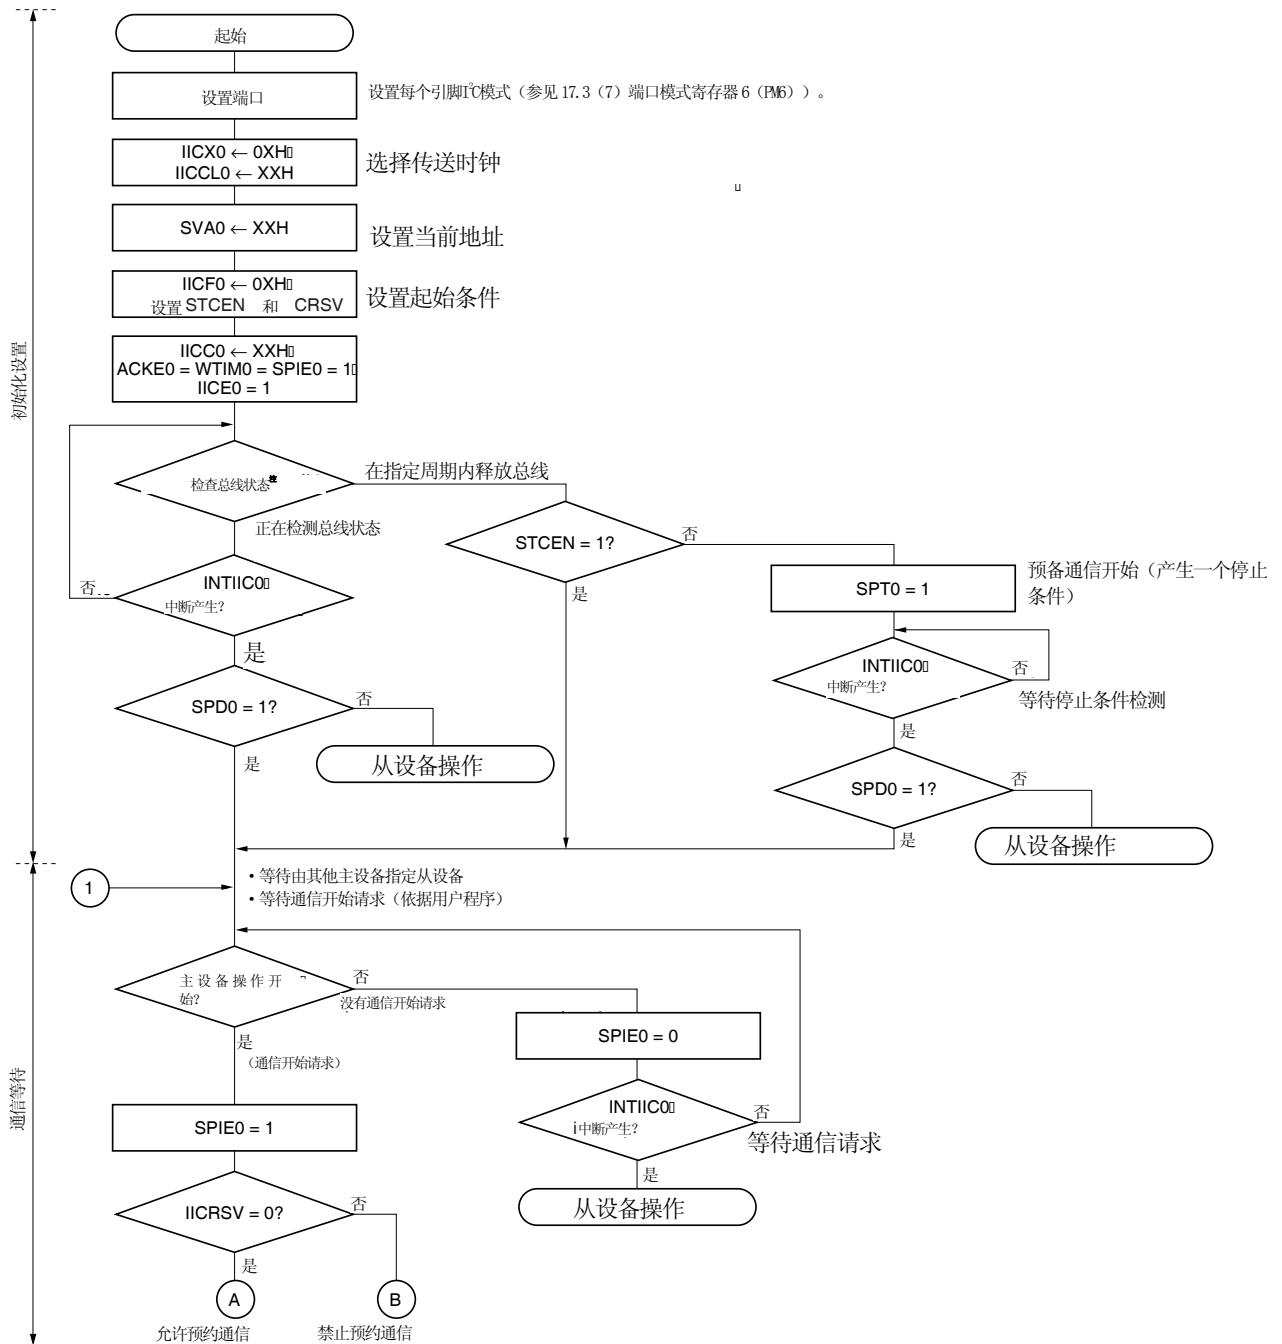 起始
设置端口
设置每个引脚I²C模式（参见 17.3（7）端口模式寄存器 6（PM6））。
IICX0 ← 0XH
IICCL0 ← XXH
选择传送时钟
SVA0 ← XXH
设置当前地址
IICF0 ← 0XH
设置 STCEN 和 CRSV
设置起始条件
IICC0 ← XXH
ACKE0 = WTIM0 = SPIE0 = 1
IICE0 = 1
初始化设置
检查总线状态注
在指定周期内释放总线
正在检测总线状态
STCEN = 1?
否
是
SPT0 = 1
预备通信开始（产生一个停止
条件）
INTIIC0
中断产生?
否
是
INTIIC0
中断产生?
否
等待停止条件检测
是
SPD0 = 1?
否
从设备操作
是
SPD0 = 1?
否
从设备操作
是
1
• 等待由其他主设备指定从设备
• 等待通信开始请求（依据用户程序）
通信等待
主设备操作开
始?
否
没有通信开始请求
是
（通信开始请求）
SPIE0 = 0
INTIIC0
i中断产生?
否
等待通信请求
是
从设备操作
SPIE0 = 1
IICRSV = 0?
否
是
A
B
允许预约通信
禁止预约通信